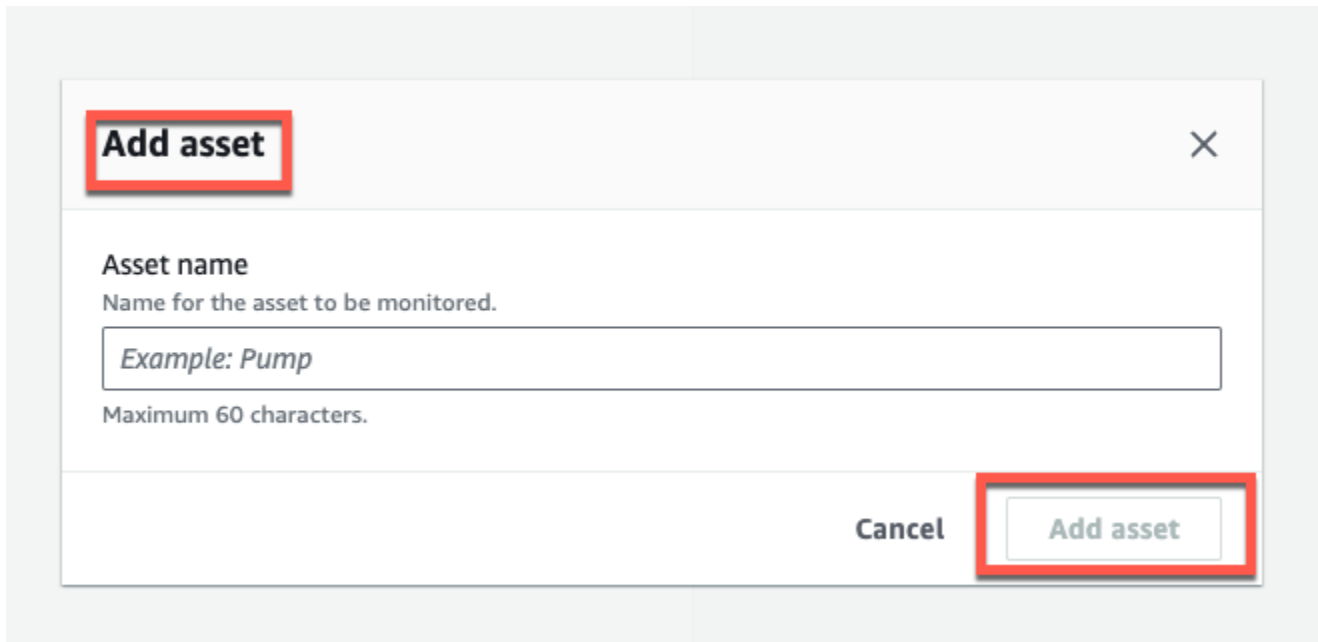 Add asset
Asset name
Name for the asset to be monitored.
Example: Pump
Maximum 60 characters.
Cancel
Add asset